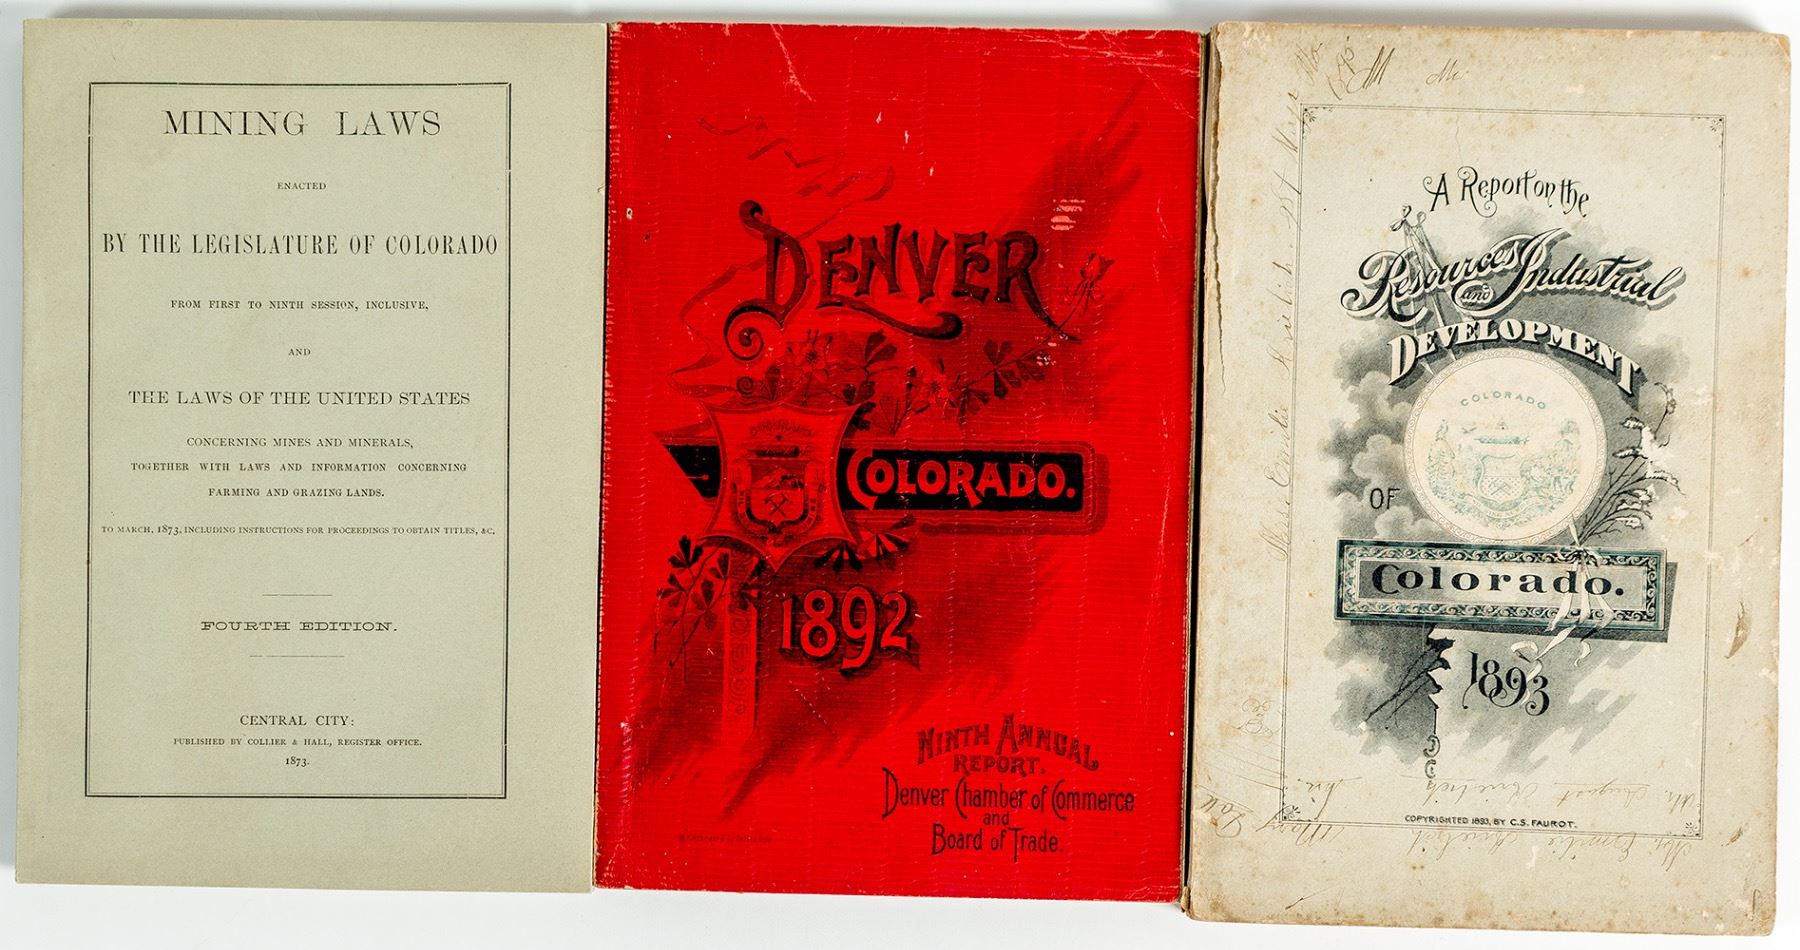 MINING LAWS
ENACTED
BY THE LEGISLATURE OF COLORADO
FROM FIRST TO NINTH SESSION, INCLUSIVE,
AND
THE LAWS OF THE UNITED STATES
CONCERNING MINES AND MINERALS,
TOGETHER WITH LAWS AND INFORMATION CONCERNING
FARMING AND GRAZING LANDS.
TO MARCH, 1873, INCLUDING INSTRUCTIONS FOR PROCEEDINGS TO OBTAIN TITLES, &C.
FOURTH EDITION.
CENTRAL CITY:
PUBLISHED BY COLLIER & HALL, REGISTER OFFICE.
1873.
DENVER
COLORADO.
1892
NINTH ANNUAL
REPORT.
Denver Chamber of Commerce
and
Board of Trade.
A Report on the
Resources and Industrial
DEVELOPMENT
COLORADO
OF
Colorado.
1893
COPYRIGHTED 1893, BY C.S. FAUROT.